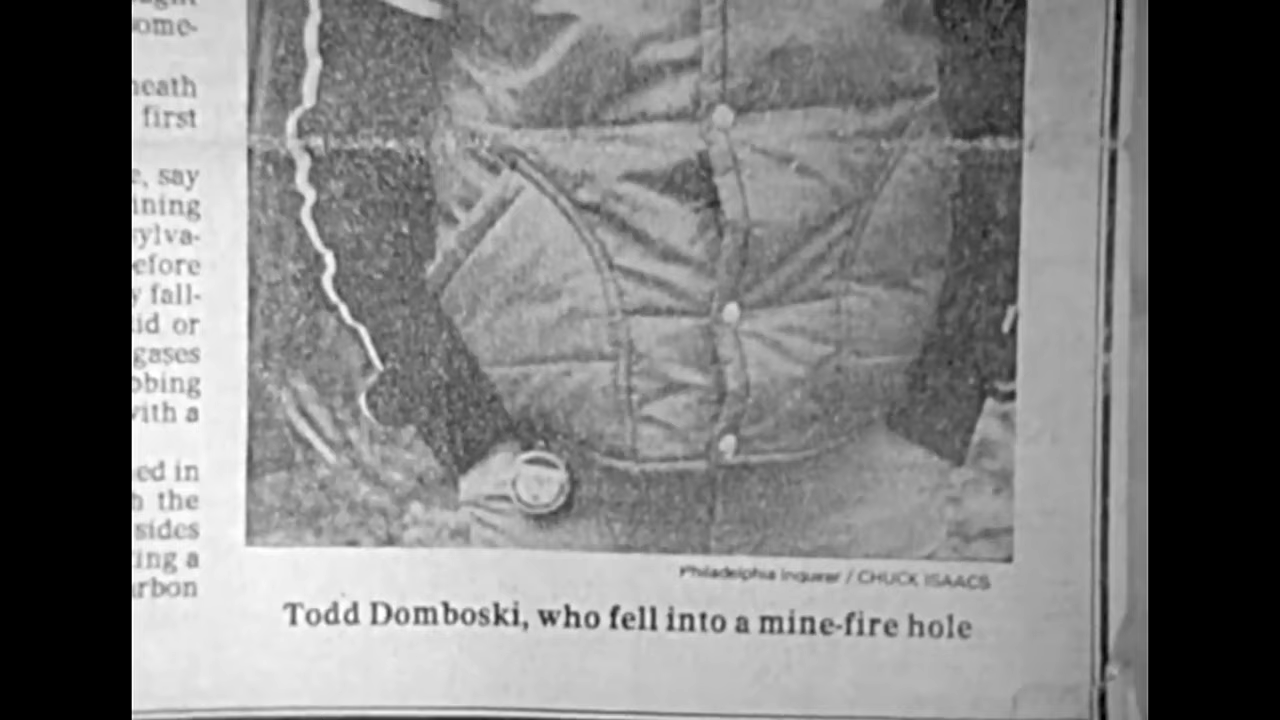 ome-
neath
first
e, say
ining
sylva-
efore
y fall-
id or
gases
obing
with a
ed in
h the
sides
ing a
rbon
Philadelphia Inquirer / CHUCK ISAACS
Todd Domboski, who fell into a mine-fire hole